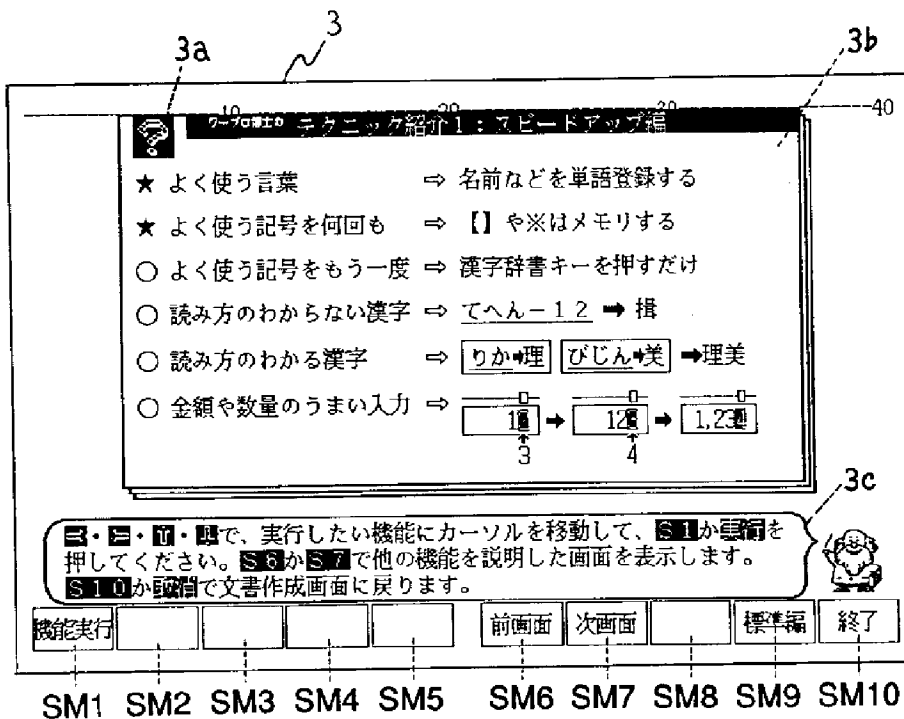 3
3a
3b
10 20 30 40
ワープロ博士の テクニック紹介1：スピードアップ編
★ よく使う言葉 ⇨ 名前などを単語登録する
★ よく使う記号を何回も ⇨ 【】や※はメモリする
○ よく使う記号をもう一度 ⇨ 漢字辞書キーを押すだけ
○ 読み方のわからない漢字 ⇨ てへん－１２ ➡ 揖
○ 読み方のわかる漢字 ⇨ りか➡理 びじん➡美 ➡理美
○ 金額や数量のうまい入力 ⇨ 1 ➡ 12 ➡ 1,23
3 4
3c
⇨・⇦・⇧・⇩で、実行したい機能にカーソルを移動して、Ｓ１か実行を
押してください。Ｓ６かＳ７で他の機能を説明した画面を表示します。
Ｓ１０か取消で文書作成画面に戻ります。
機能実行 前画面 次画面 標準編 終了
SM1 SM2 SM3 SM4 SM5 SM6 SM7 SM8 SM9 SM10